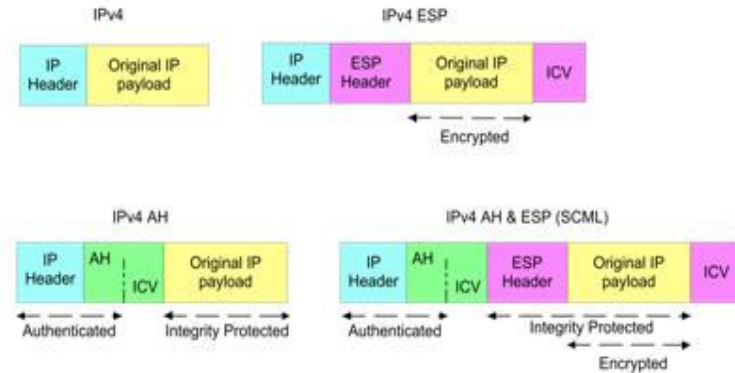 IPv4
IP
Header
Original IP
payload
IPv4 ESP
IP
Header
ESP
Header
Original IP
payload
ICV
Encrypted
IPv4 AH
IP
Header
AH
ICV
Original IP
payload
Authenticated
Integrity Protected
IPv4 AH & ESP (SCML)
IP
Header
AH
ICV
ESP
Header
Original IP
payload
ICV
Authenticated
Integrity Protected
Encrypted